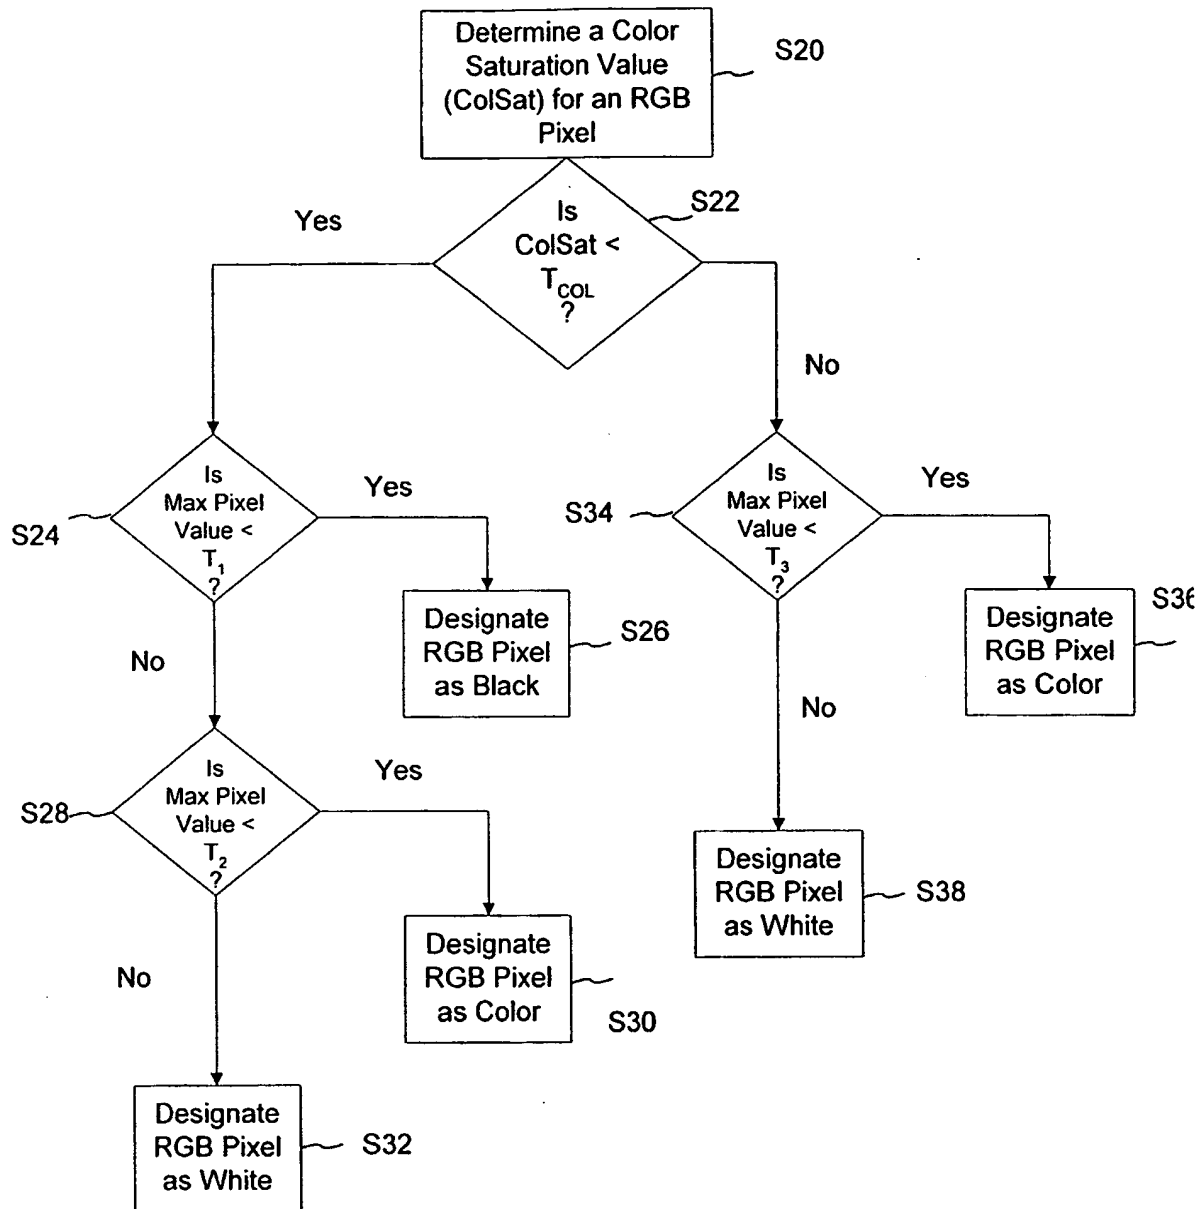 Determine a Color
Saturation Value
(ColSat) for an RGB
Pixel
S20
Is
ColSat <
T_COL
?
S22
Yes
No
Is
Max Pixel
Value <
T_1
?
S24
Yes
No
Is
Max Pixel
Value <
T_3
?
S34
Yes
No
Designate
RGB Pixel
as Black
S26
Designate
RGB Pixel
as Color
S36
Is
Max Pixel
Value <
T_2
?
S28
Yes
No
Designate
RGB Pixel
as White
S38
Designate
RGB Pixel
as Color
S30
Designate
RGB Pixel
as White
S32